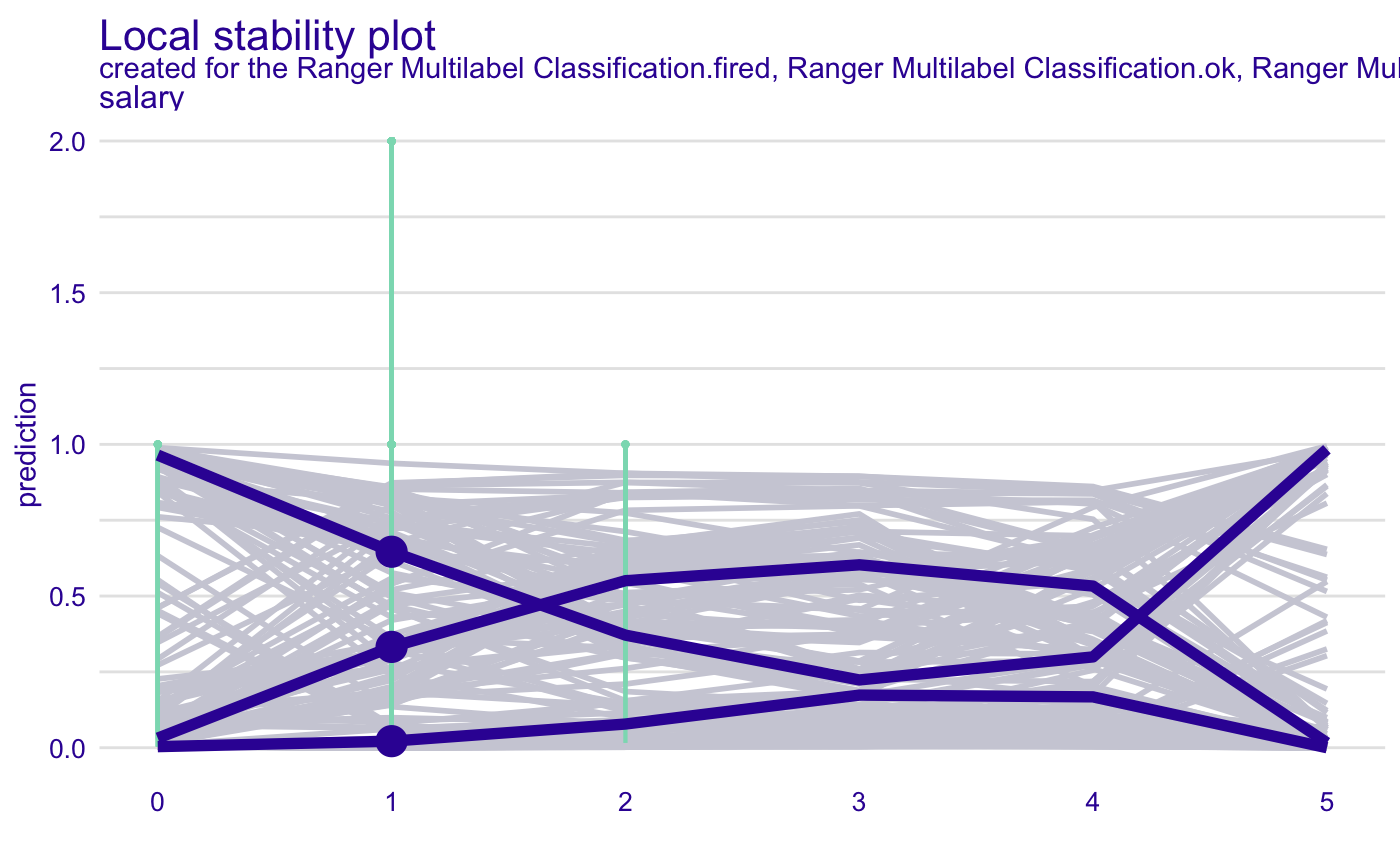 Local stability plot
created for the Ranger Multilabel Classification.fired, Ranger Multilabel Classification.ok, Ranger Mul
salary
2.0
1.5
1.0
0.5
0.0
prediction
0 1 2 3 4 5